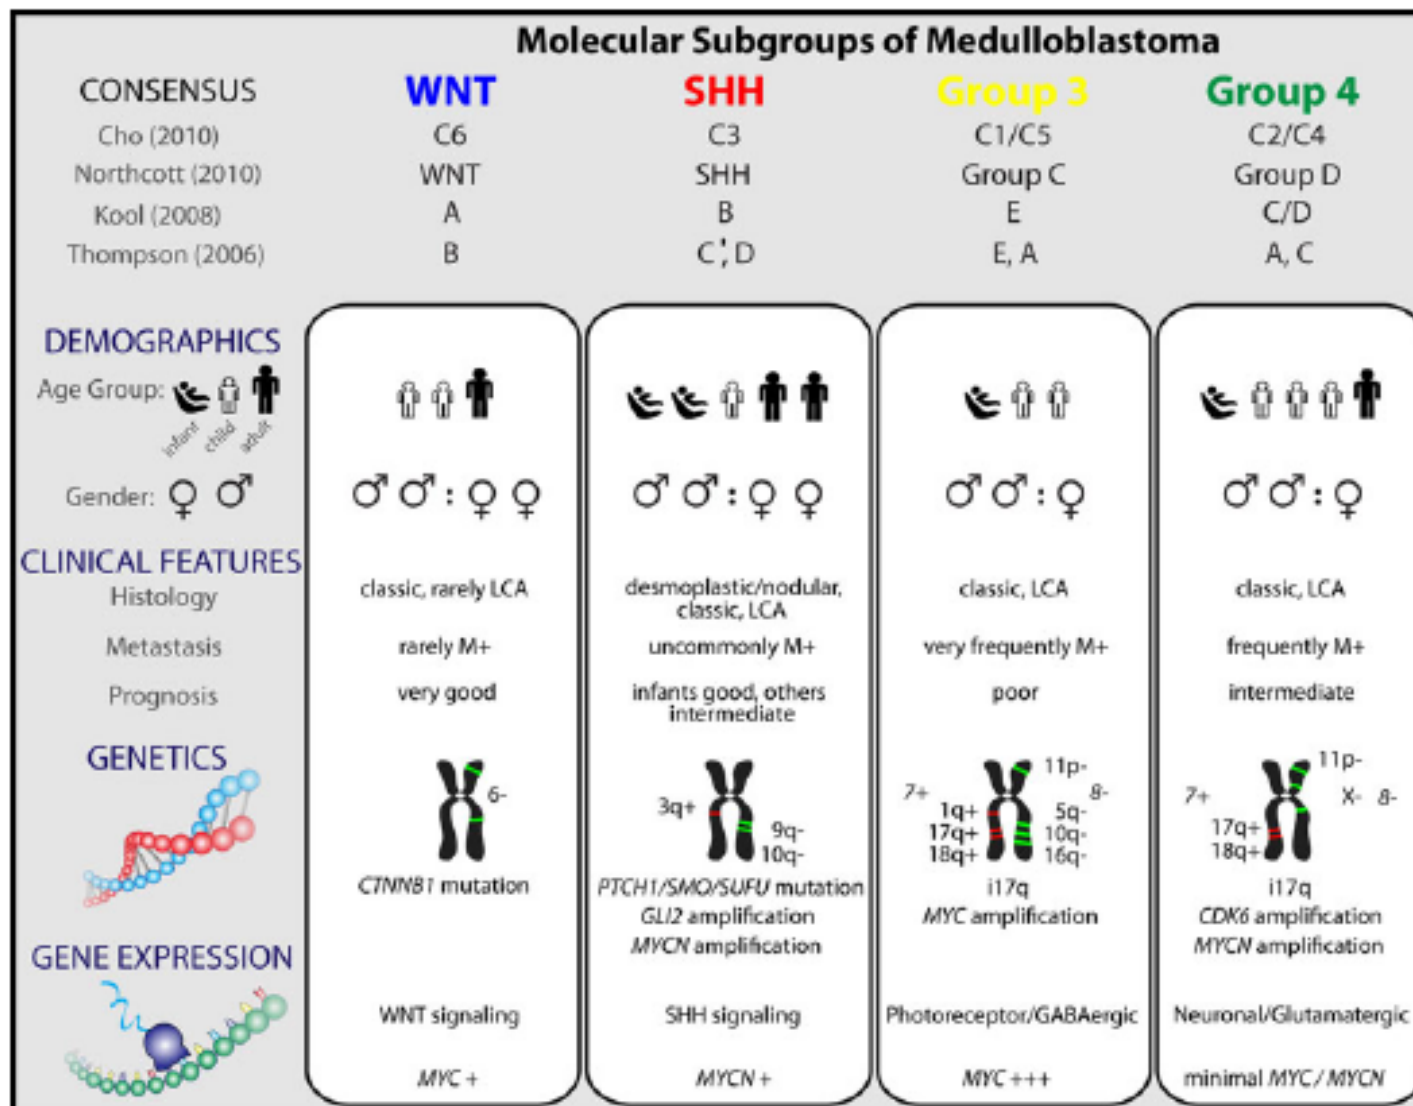 Molecular Subgroups of Medulloblastoma
CONSENSUS WNT SHH Group 3 Group 4
Cho (2010) C6 C3 C1/C5 C2/C4
Northcott (2010) WNT SHH Group C Group D
Kool (2008) A B E C/D
Thompson (2006) B C', D E, A A, C
DEMOGRAPHICS
Age Group:
infant child adult
Gender: ♀ ♂ ♂ ♂ : ♀ ♀ ♂ ♂ : ♀ ♀ ♂ ♂ : ♀ ♂ ♂ : ♀
CLINICAL FEATURES
Histology classic, rarely LCA desmoplastic/nodular, classic, LCA classic, LCA
classic, LCA
Metastasis rarely M+ uncommonly M+ very frequently M+ frequently M+
Prognosis very good infants good, others poor intermediate
intermediate
GENETICS
6-
3q+
9q-
10q-
7+ 11p- 8-
1q+ 5q-
17q+ 10q-
18q+ 16q-
7+ 11p- X- 8-
17q+
18q+
CTNNB1 mutation PTCH1/SMO/SUFU mutation i17q i17q
GLI2 amplification MYC amplification CDK6 amplification
MYCN amplification MYCN amplification
GENE EXPRESSION
WNT signaling SHH signaling Photoreceptor/GABAergic Neuronal/Glutamatergic
MYC + MYCN + MYC +++ minimal MYC / MYCN